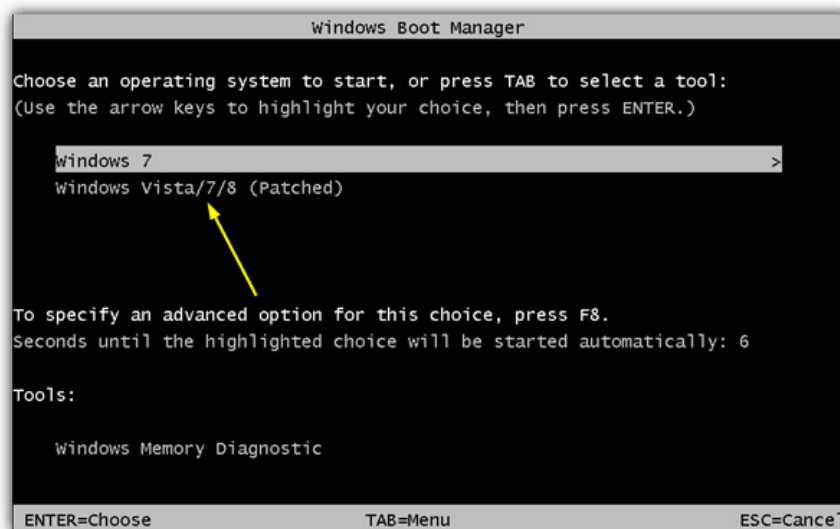 Windows Boot Manager
Choose an operating system to start, or press TAB to select a tool:
(Use the arrow keys to highlight your choice, then press ENTER.)
Windows 7 >
Windows Vista/7/8 (Patched)
To specify an advanced option for this choice, press F8.
Seconds until the highlighted choice will be started automatically: 6
Tools:
Windows Memory Diagnostic
ENTER=Choose TAB=Menu ESC=Cancel